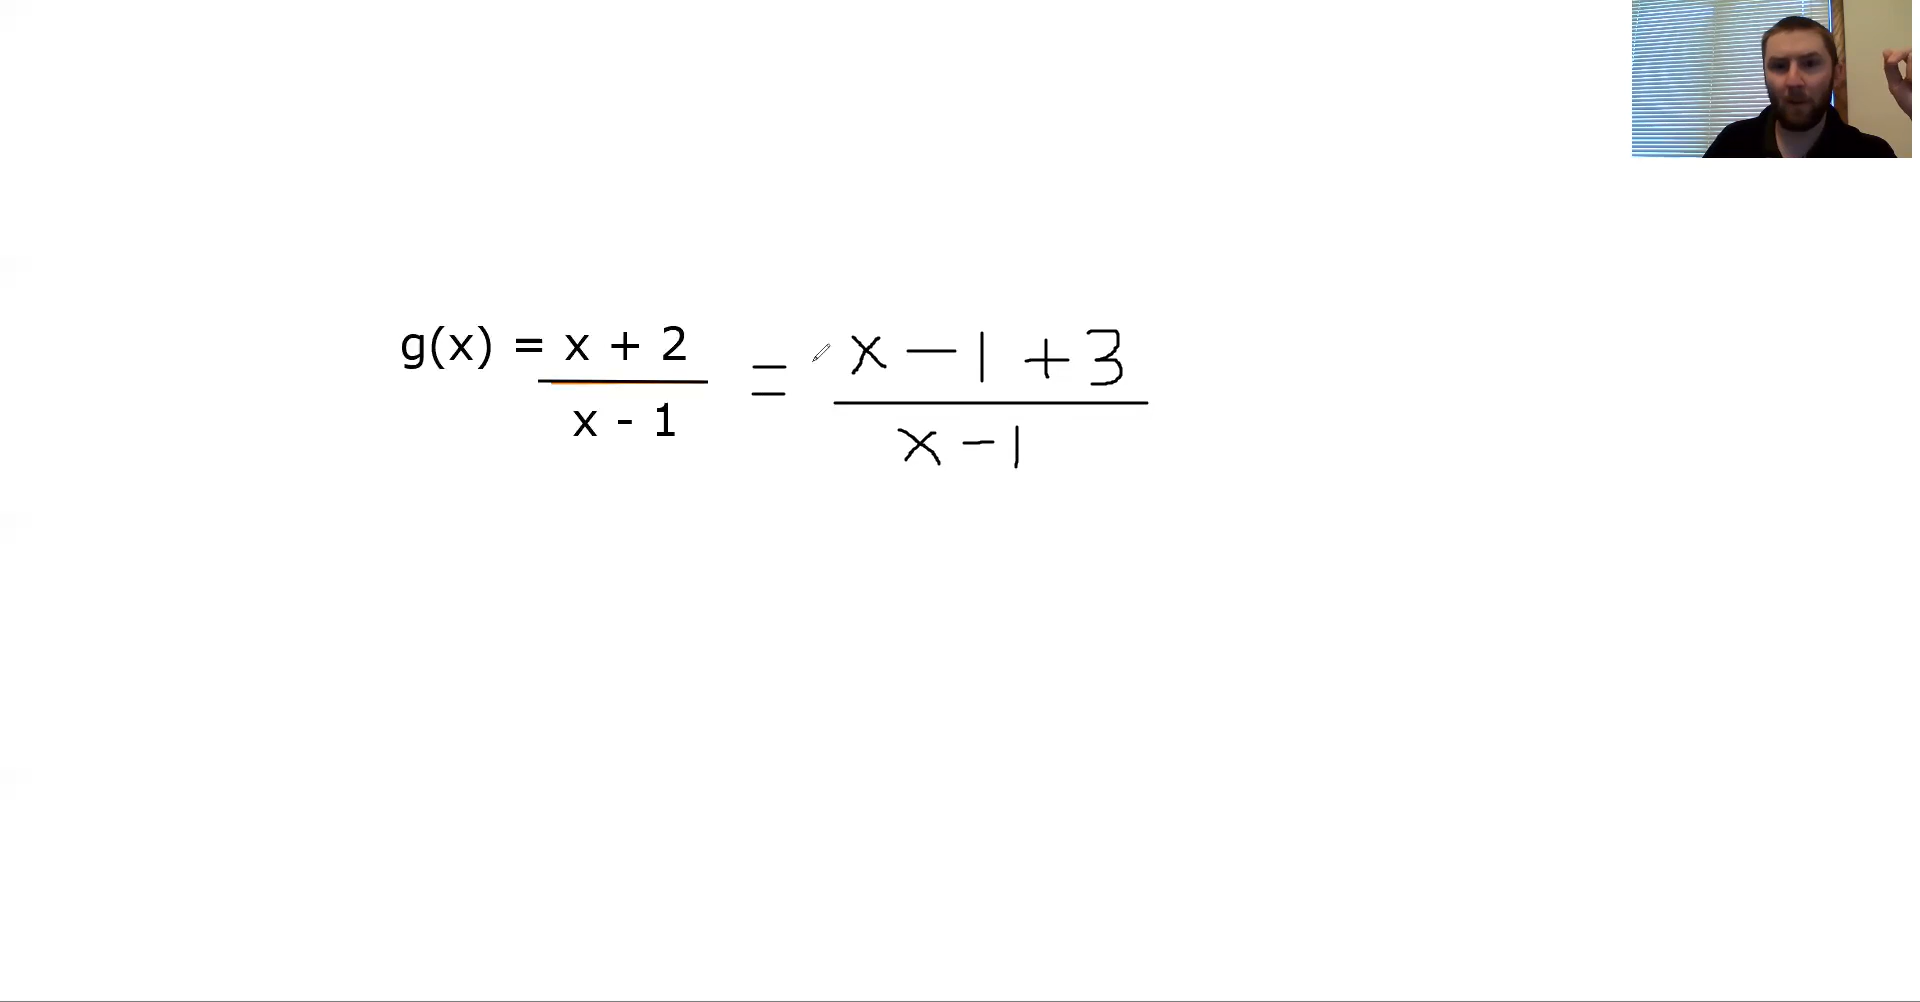 g(x) = x + 2 = x - 1 + 3
x - 1 x - 1